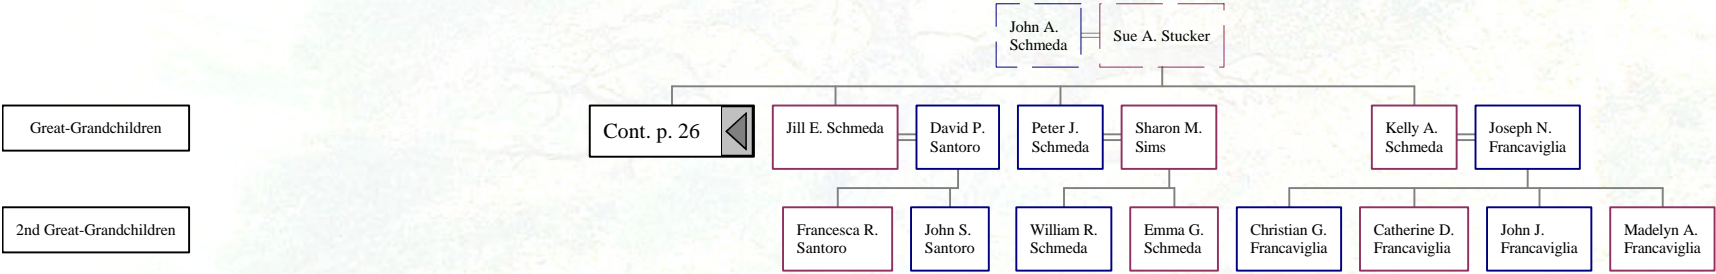 John A.
Schmeda
Sue A. Stucker
Great-Grandchildren
Cont. p. 26
Jill E. Schmeda
David P.
Santoro
Peter J.
Schmeda
Sharon M.
Sims
Kelly A.
Schmeda
Joseph N.
Francaviglia
2nd Great-Grandchildren
Francesca R.
Santoro
John S.
Santoro
William R.
Schmeda
Emma G.
Schmeda
Christian G.
Francaviglia
Catherine D.
Francaviglia
John J.
Francaviglia
Madelyn A.
Francaviglia